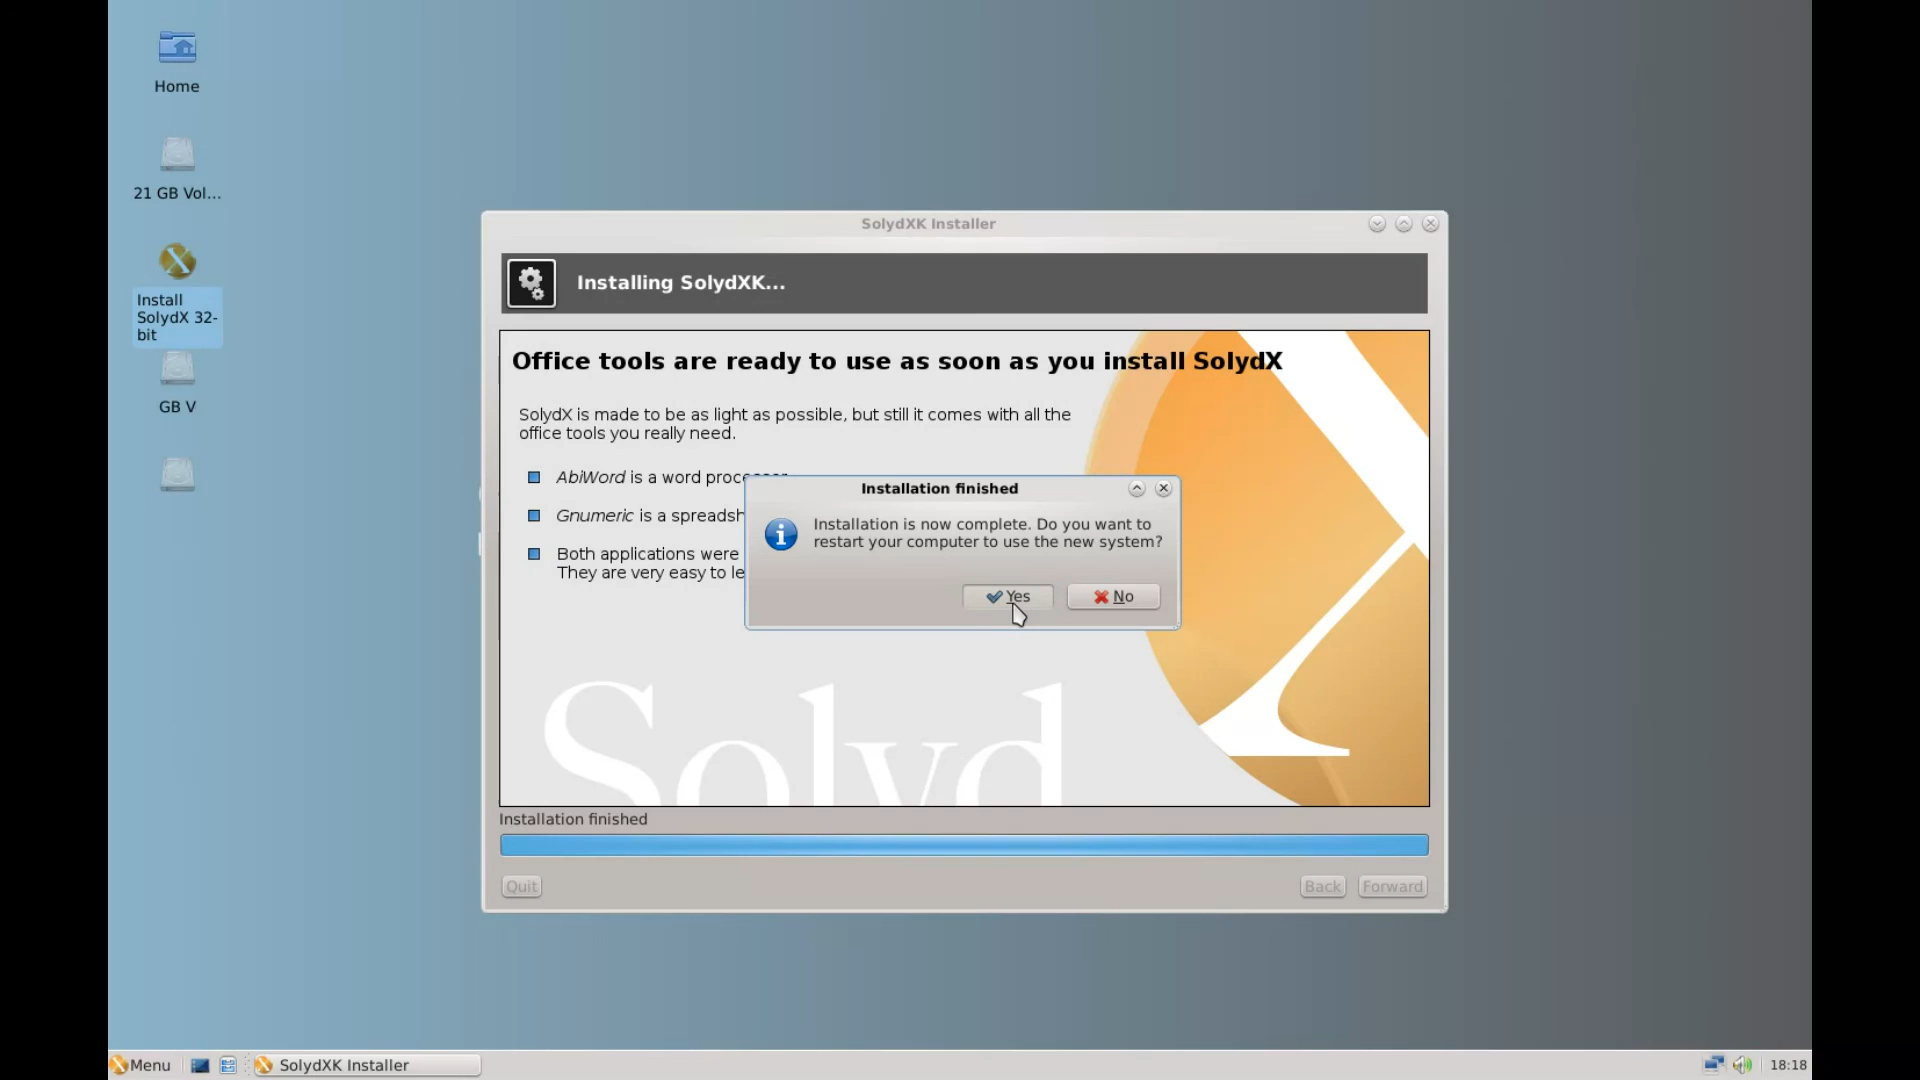 Home
21 GB Vol...
Install
SolydX 32-
bit
GB V
SolydXK Installer
Installing SolydXK...
Office tools are ready to use as soon as you install SolydX
SolydX is made to be as light as possible, but still it comes with all the
office tools you really need.
AbiWord is a word processor
Gnumeric is a spreadsh
Both applications were
They are very easy to le
Installation finished
Installation is now complete. Do you want to
restart your computer to use the new system?
Yes
No
Solyd
Installation finished
Quit
Back
Forward
Menu
SolydXK Installer
18:18